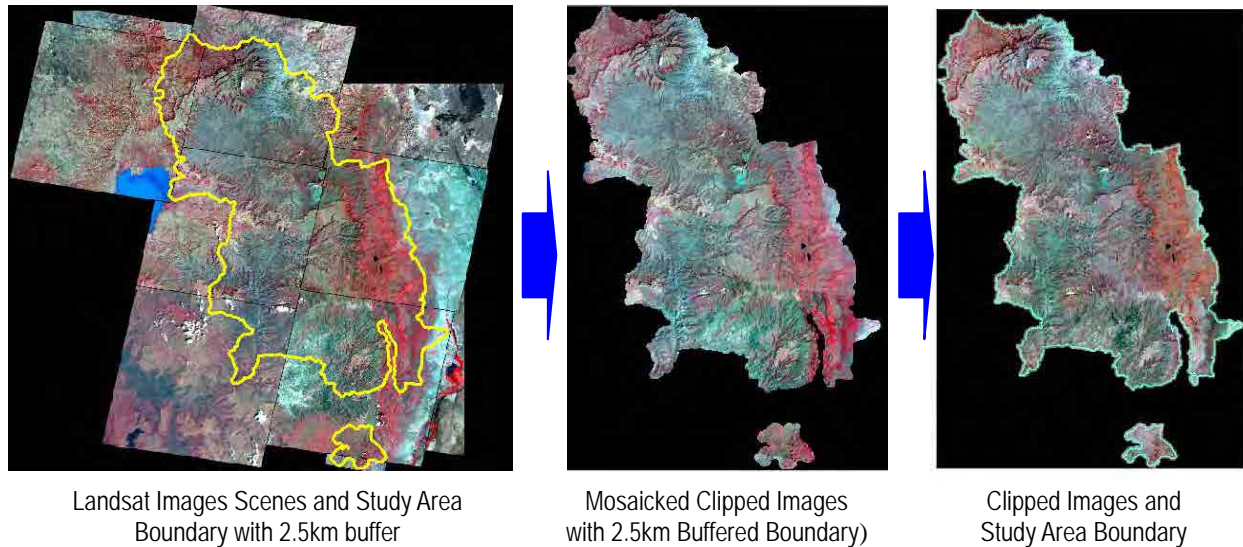 Landsat Images Scenes and Study Area
Boundary with 2.5km buffer
Mosaicked Clipped Images
with 2.5km Buffered Boundary)
Clipped Images and
Study Area Boundary